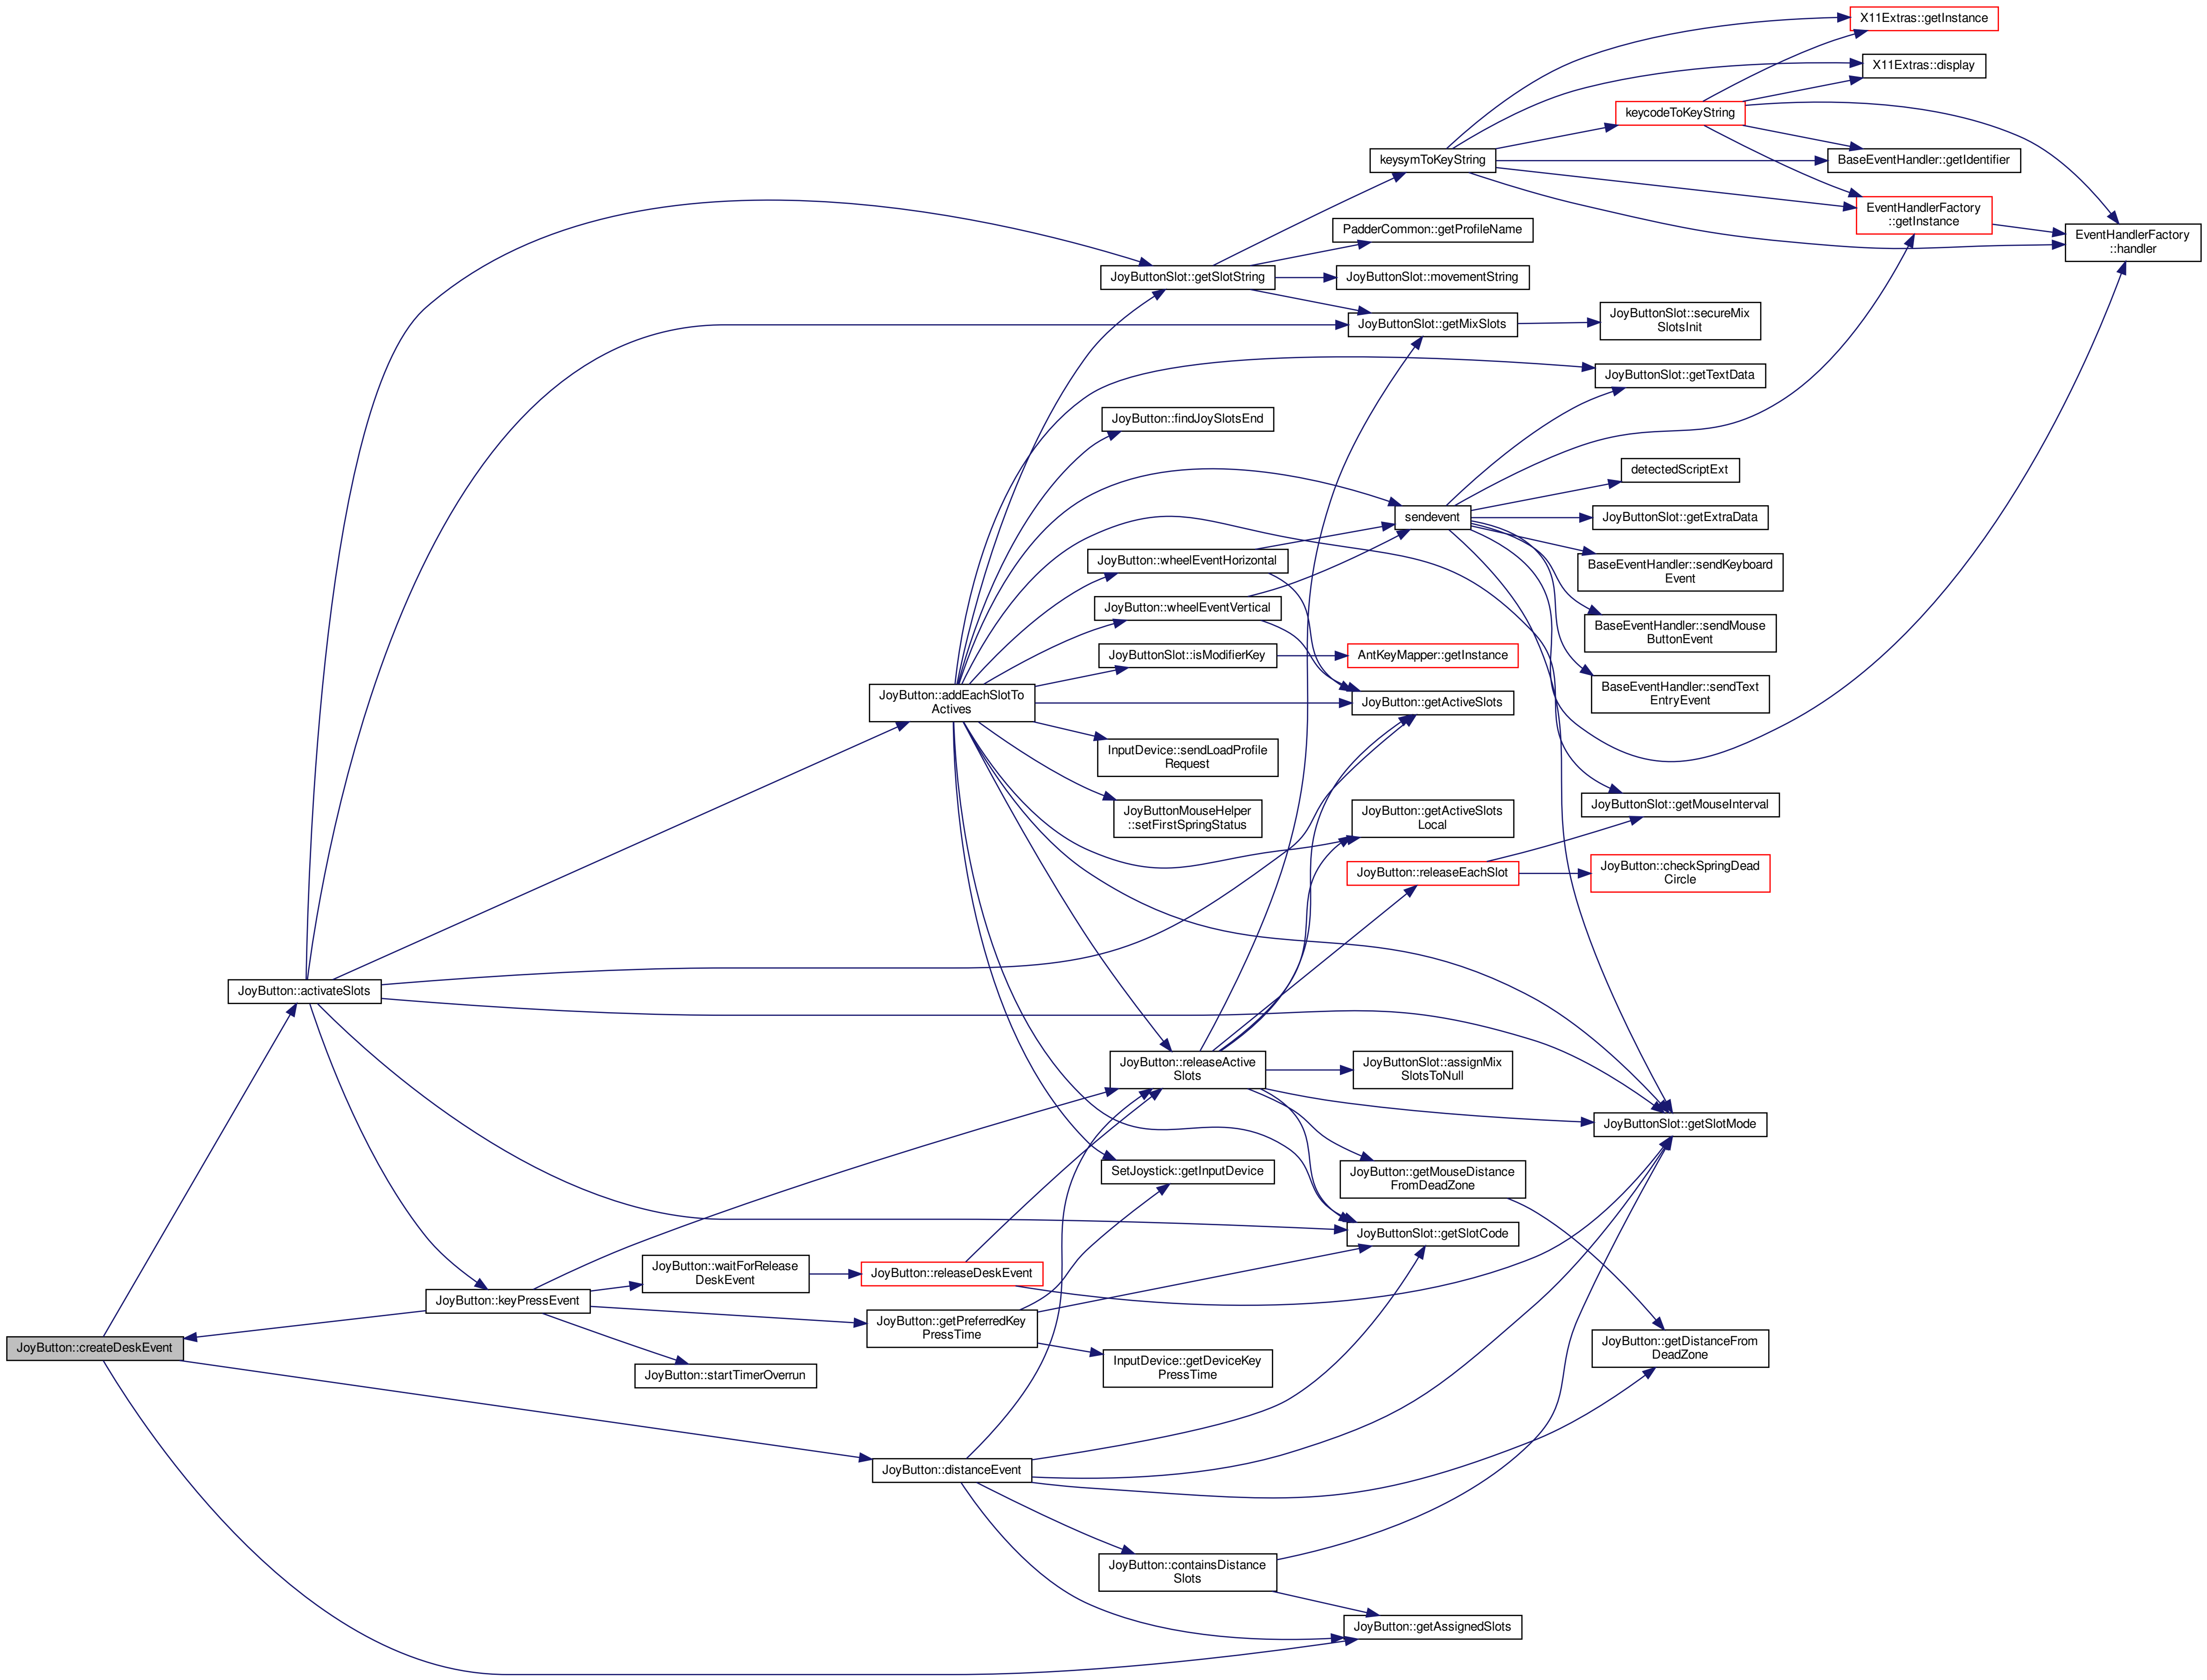 X11Extras::getInstance
X11Extras::display
keycodeToKeyString
keysymToKeyString
BaseEventHandler::getIdentifier
EventHandlerFactory
::getInstance
EventHandlerFactory
::handler
PadderCommon::getProfileName
JoyButtonSlot::getSlotString
JoyButtonSlot::movementString
JoyButtonSlot::getMixSlots
JoyButtonSlot::secureMix
SlotsInit
JoyButtonSlot::getTextData
JoyButton::findJoySlotsEnd
detectedScriptExt
sendevent
JoyButtonSlot::getExtraData
JoyButton::wheelEventHorizontal
BaseEventHandler::sendKeyboard
Event
JoyButton::wheelEventVertical
BaseEventHandler::sendMouse
ButtonEvent
JoyButtonSlot::isModifierKey
AntKeyMapper::getInstance
BaseEventHandler::sendText
EntryEvent
JoyButton::addEachSlotTo
Actives
JoyButton::getActiveSlots
InputDevice::sendLoadProfile
Request
JoyButtonMouseHelper
::setFirstSpringStatus
JoyButton::getActiveSlots
Local
JoyButtonSlot::getMouseInterval
JoyButton::releaseEachSlot
JoyButton::checkSpringDead
Circle
JoyButton::activateSlots
JoyButton::releaseActive
Slots
JoyButtonSlot::assignMix
SlotsToNull
JoyButtonSlot::getSlotMode
SetJoystick::getInputDevice
JoyButton::getMouseDistance
FromDeadZone
JoyButtonSlot::getSlotCode
JoyButton::waitForRelease
DeskEvent
JoyButton::releaseDeskEvent
JoyButton::keyPressEvent
JoyButton::getPreferredKey
PressTime
JoyButton::createDeskEvent
JoyButton::startTimerOverrun
InputDevice::getDeviceKey
PressTime
JoyButton::getDistanceFrom
DeadZone
JoyButton::distanceEvent
JoyButton::containsDistance
Slots
JoyButton::getAssignedSlots